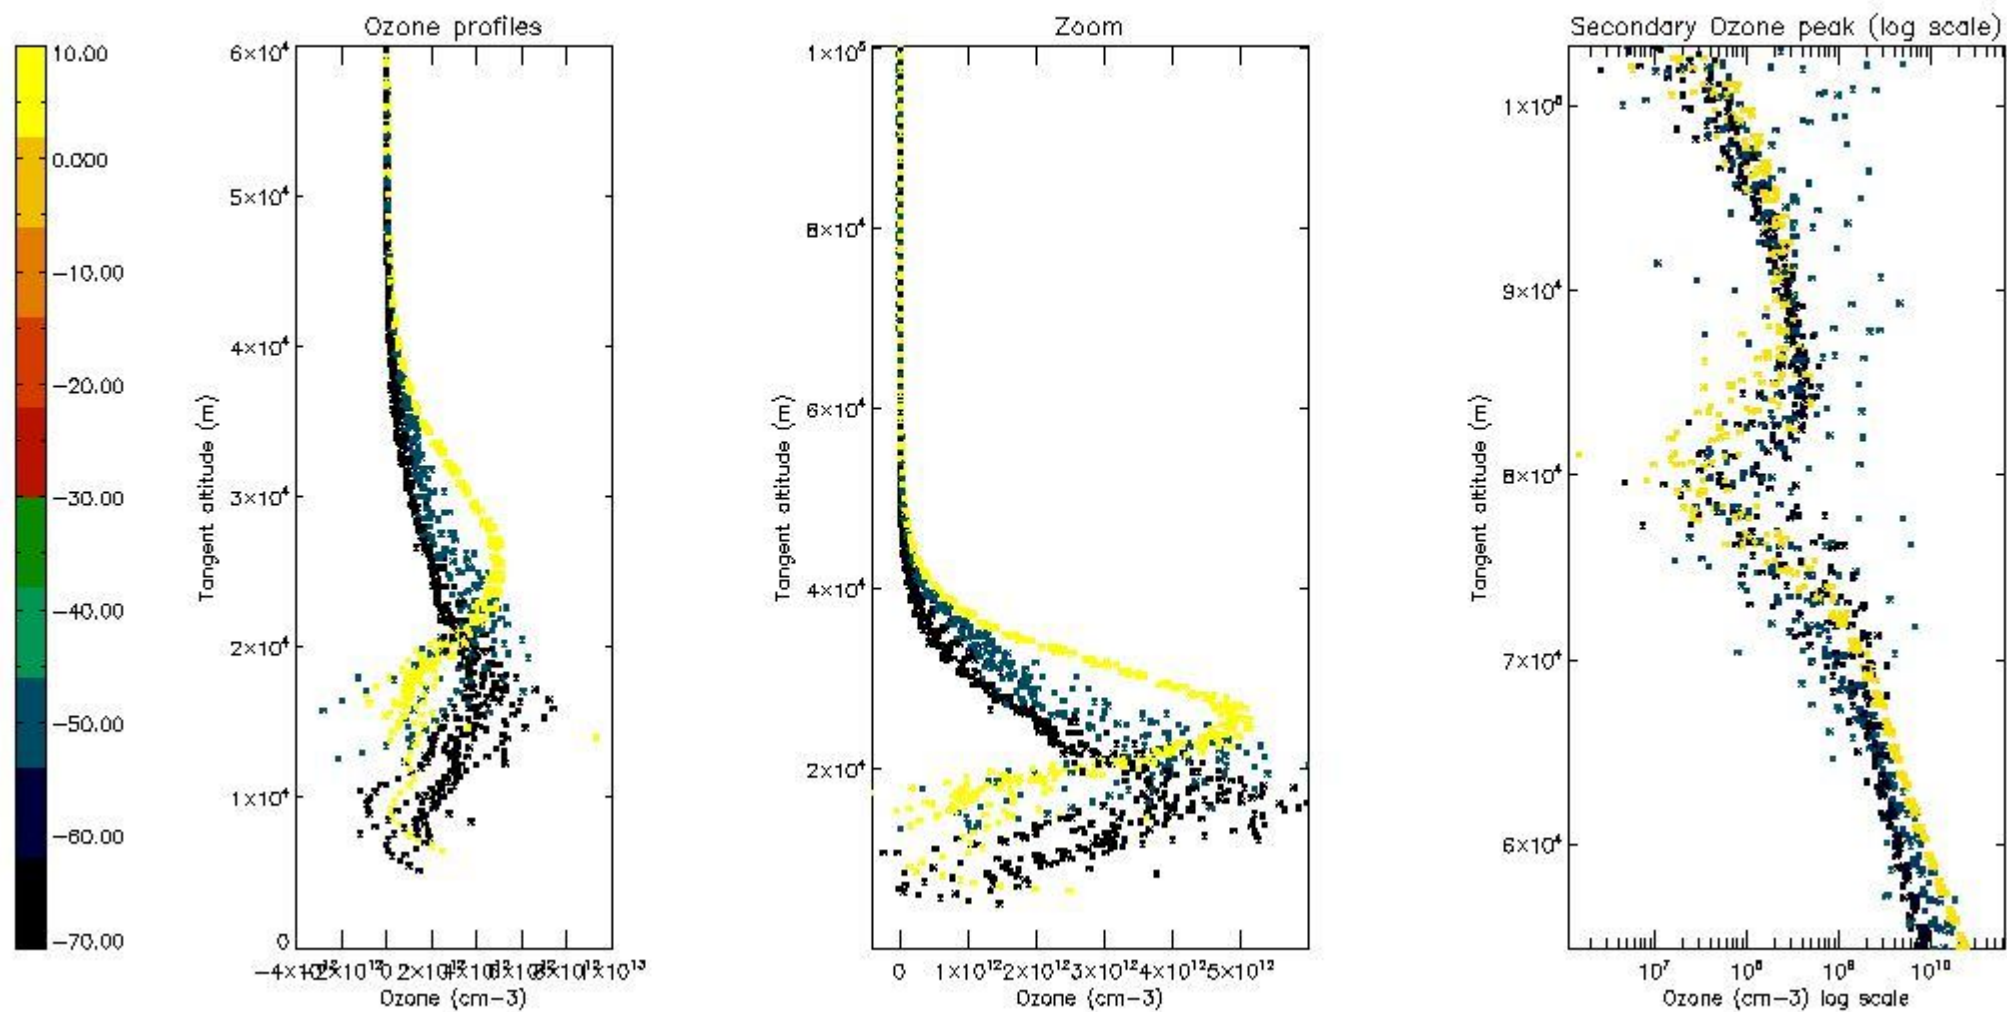 Ozone profiles
Zoom
Secondary Ozone peak (log scale)
10.00
0.000
−10.00
−20.00
−30.00
−40.00
−50.00
−60.00
−70.00
6×10⁴
5×10⁴
4×10⁴
3×10⁴
2×10⁴
1×10⁴
0
Tangent altitude (m)
1×10¹³
Ozone (cm−3)
1×10⁵
8×10⁴
6×10⁴
4×10⁴
2×10⁴
Tangent altitude (m)
0 1×10¹² 2×10¹² 3×10¹² 4×10¹² 5×10¹²
Ozone (cm−3)
1×10⁵
9×10⁴
8×10⁴
7×10⁴
6×10⁴
Tangent altitude (m)
10⁷ 10⁸ 10⁹ 10¹⁰
Ozone (cm−3) log scale